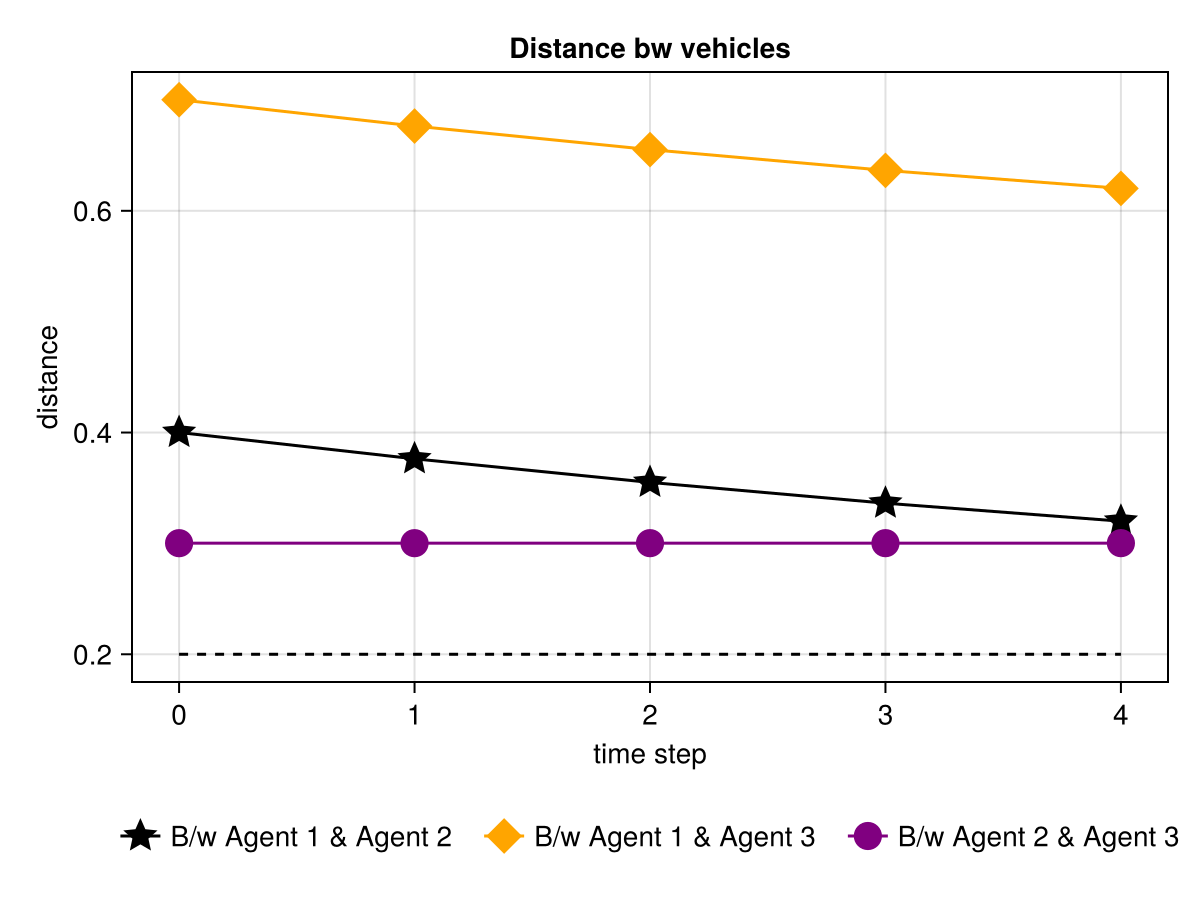 Distance bw vehicles
distance
0.6
0.4
0.2
0 1 2 3 4
time step
B/w Agent 1 & Agent 2 B/w Agent 1 & Agent 3 B/w Agent 2 & Agent 3